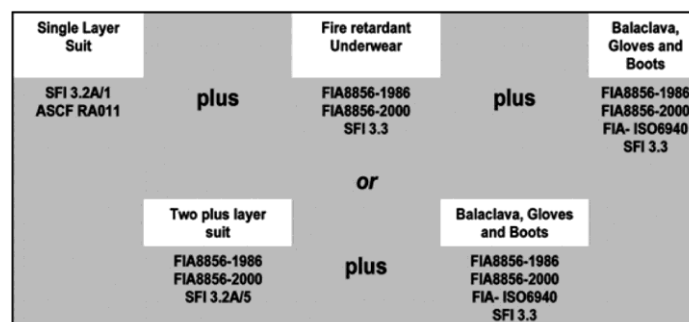 Single Layer
Suit
SFI 3.2A/1
ASCF RA011
plus
Fire retardant
Underwear
FIA8856-1986
FIA8856-2000
SFI 3.3
plus
Balaclava,
Gloves and
Boots
FIA8856-1986
FIA8856-2000
FIA- ISO6940
SFI 3.3
or
Two plus layer
suit
FIA8856-1986
FIA8856-2000
SFI 3.2A/5
plus
Balaclava, Gloves
and Boots
FIA8856-1986
FIA8856-2000
FIA- ISO6940
SFI 3.3